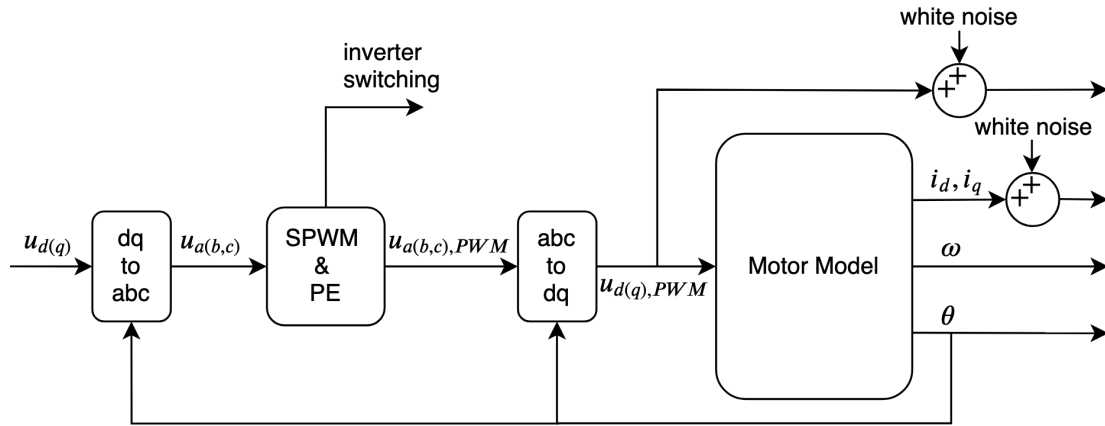 white noise
+
+
inverter
switching
white noise
+
+
i_d, i_q
u_{d(q)}
dq
to
abc
u_{a(b,c)}
SPWM
&
PE
u_{a(b,c),PWM}
abc
to
dq
u_{d(q),PWM}
Motor Model
ω
θ